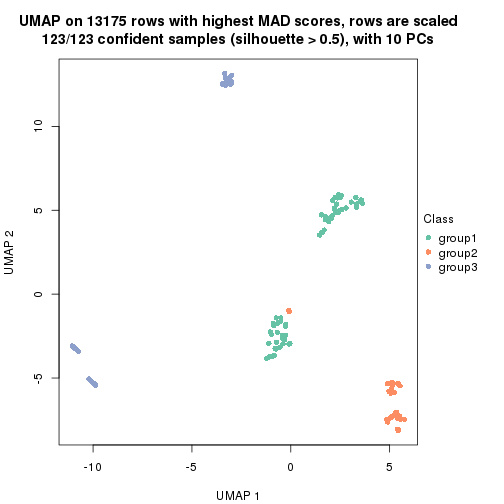 UMAP on 13175 rows with highest MAD scores, rows are scaled
123/123 confident samples (silhouette > 0.5), with 10 PCs
10
5
0
-5
UMAP 2
-10
-5
0
5
UMAP 1
Class
group1
group2
group3